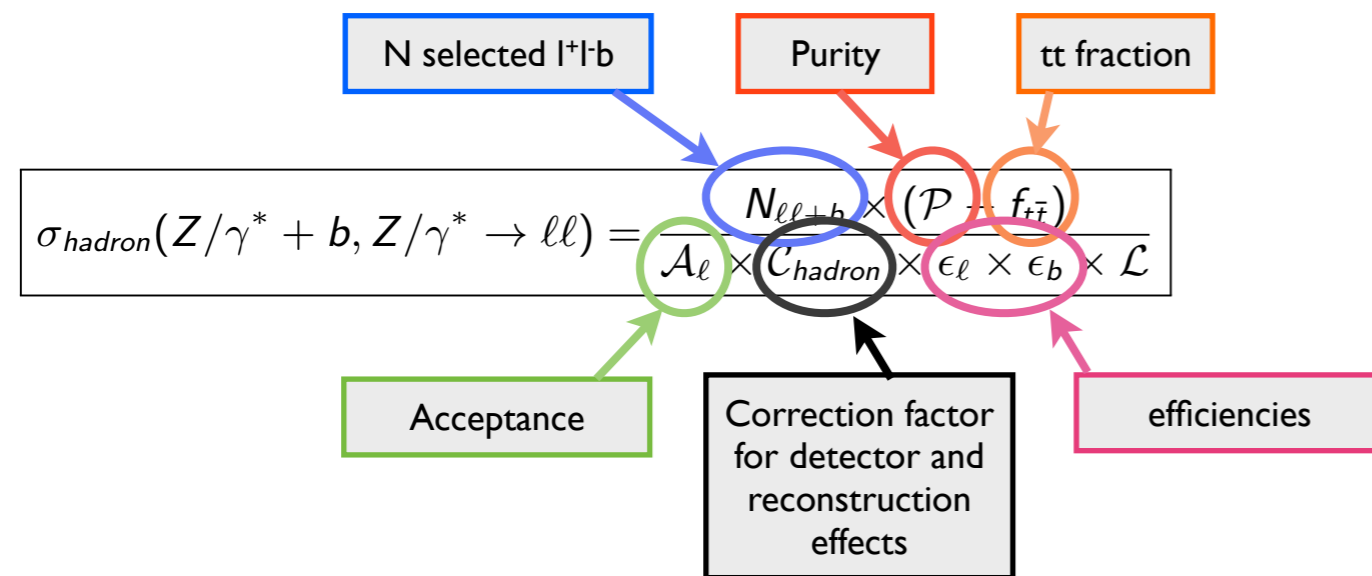 N selected l⁺l⁻b
Purity
tt fraction
σ_hadron(Z/γ* + b, Z/γ* → ℓℓ) = N_ℓℓ+b × (𝒫 − f_tt̄) / 𝒜_ℓ × 𝒞_hadron × ϵ_ℓ × ϵ_b × ℒ
Acceptance
Correction factor
for detector and
reconstruction
effects
efficiencies